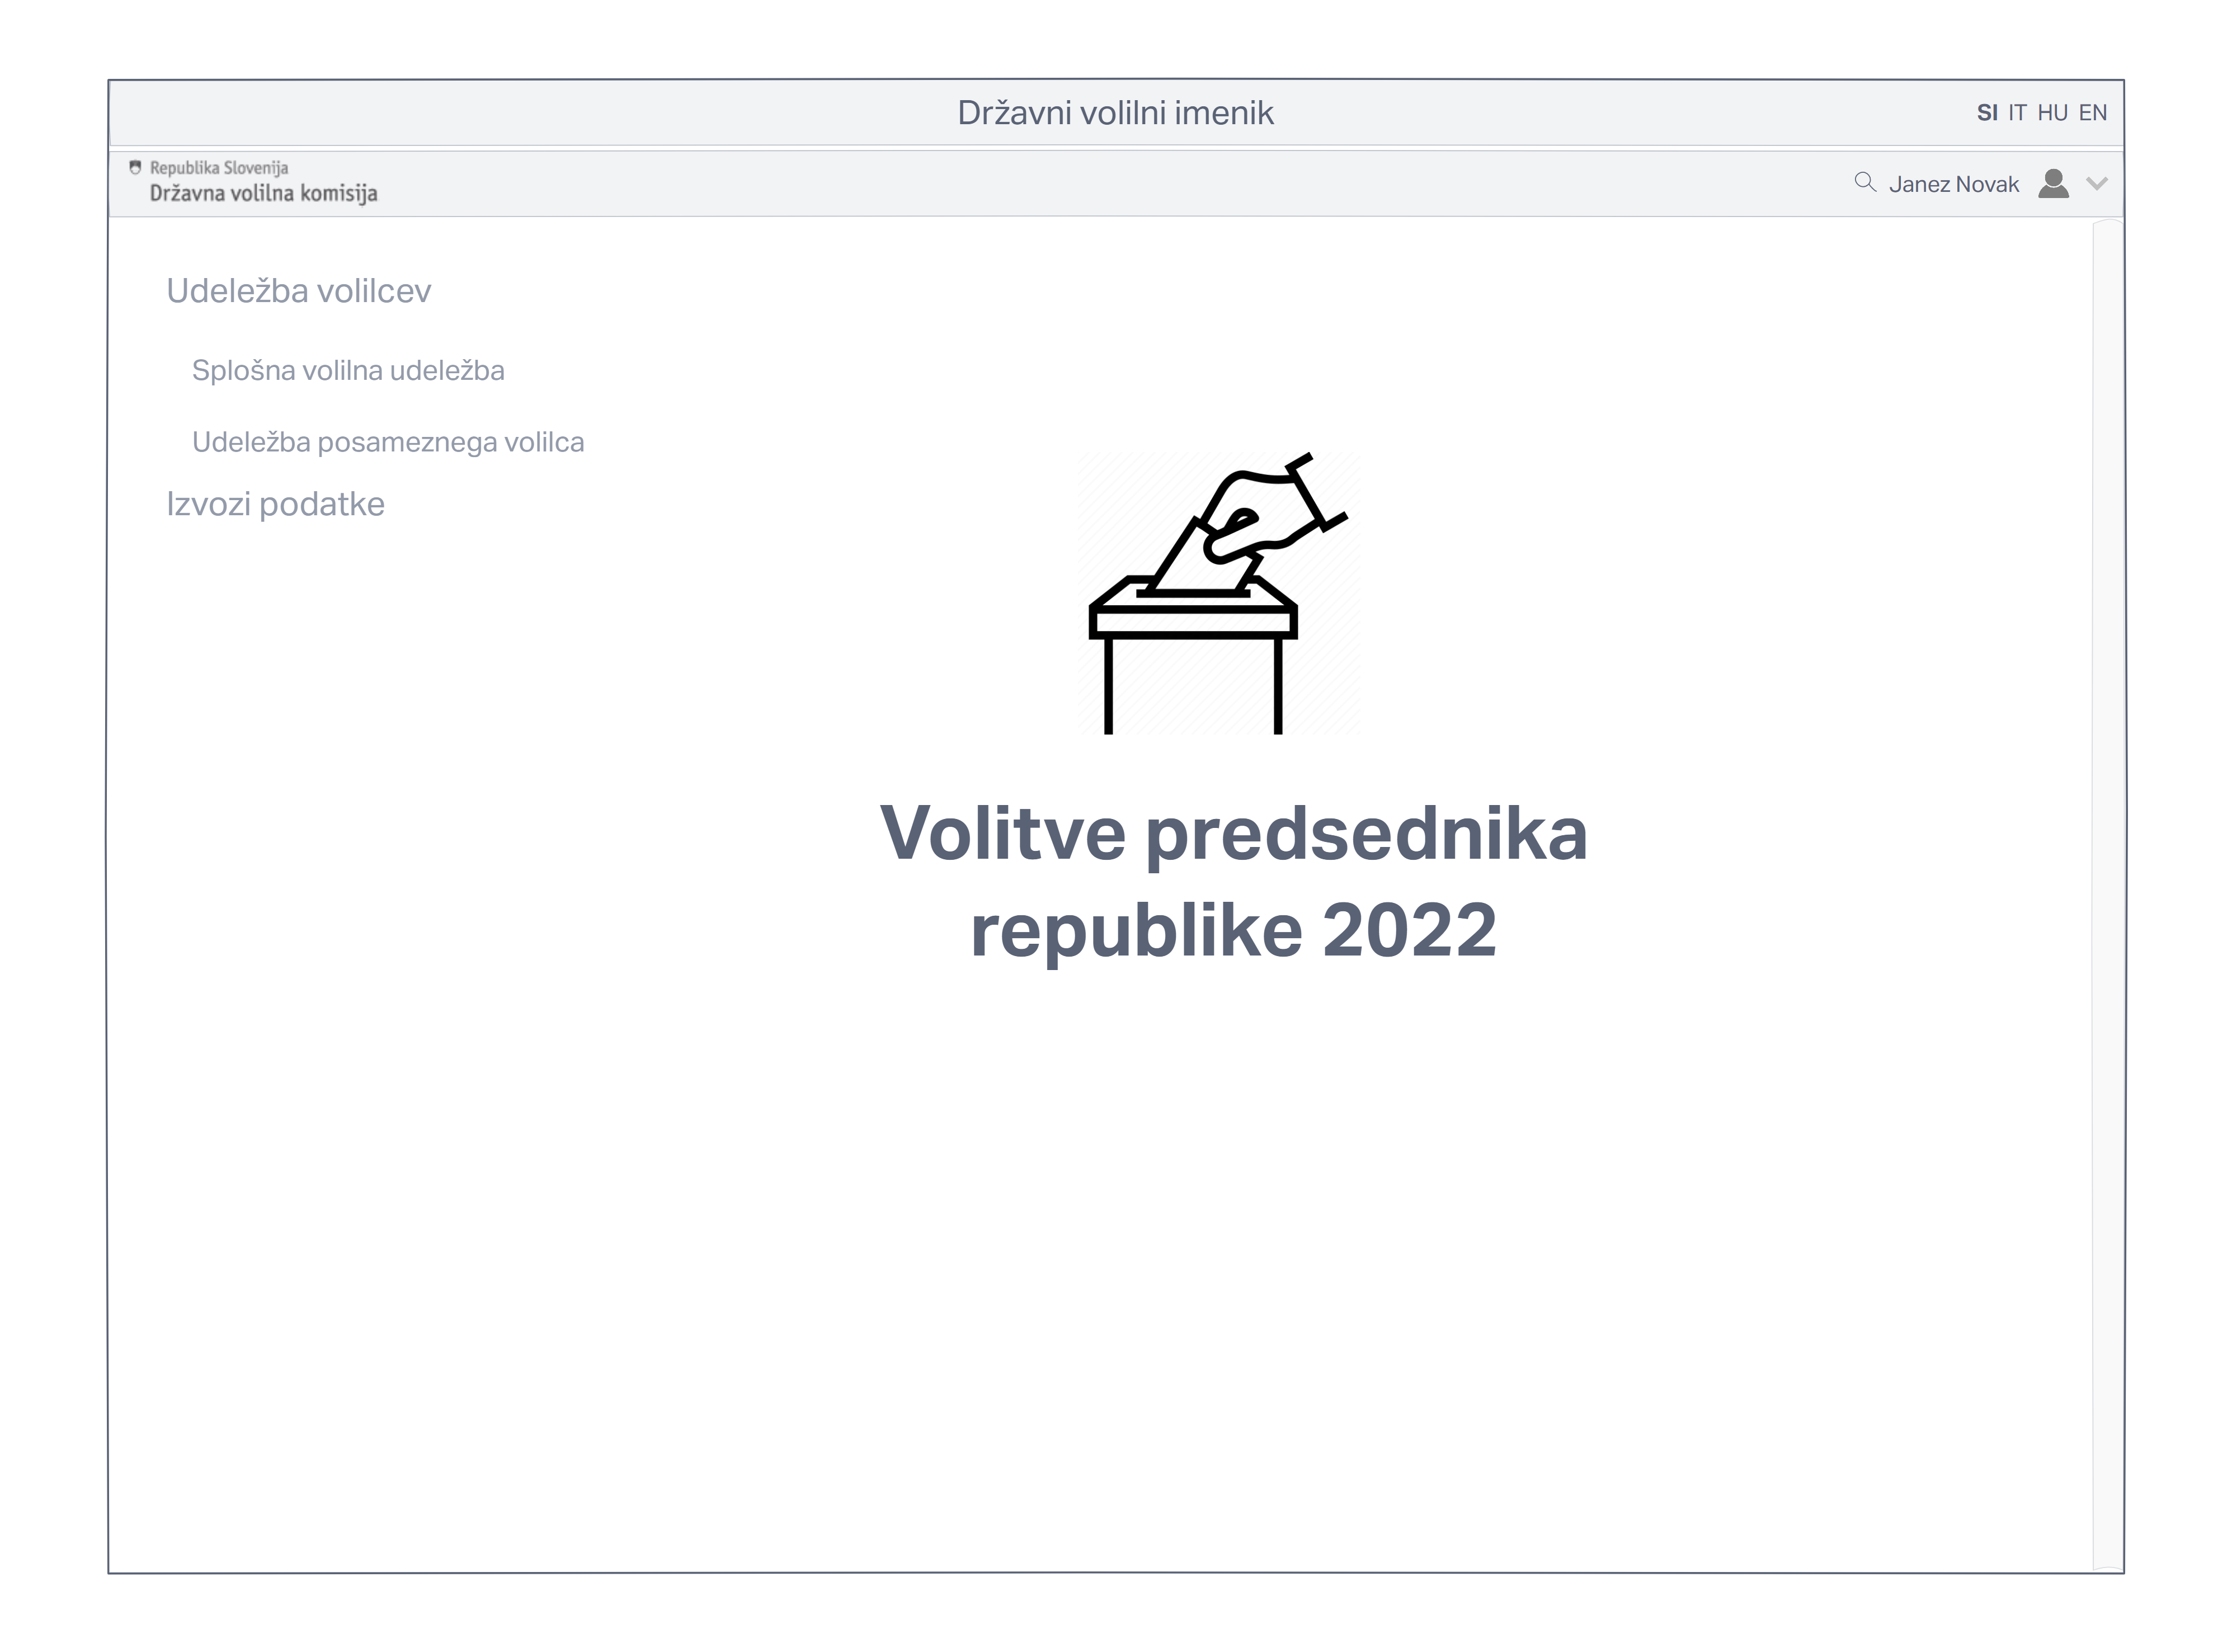 Državni volilni imenik
SI IT HU EN
Republika Slovenija
Državna volilna komisija
Janez Novak
Udeležba volilcev
Splošna volilna udeležba
Udeležba posameznega volilca
Izvozi podatke
Volitve predsednika
republike 2022